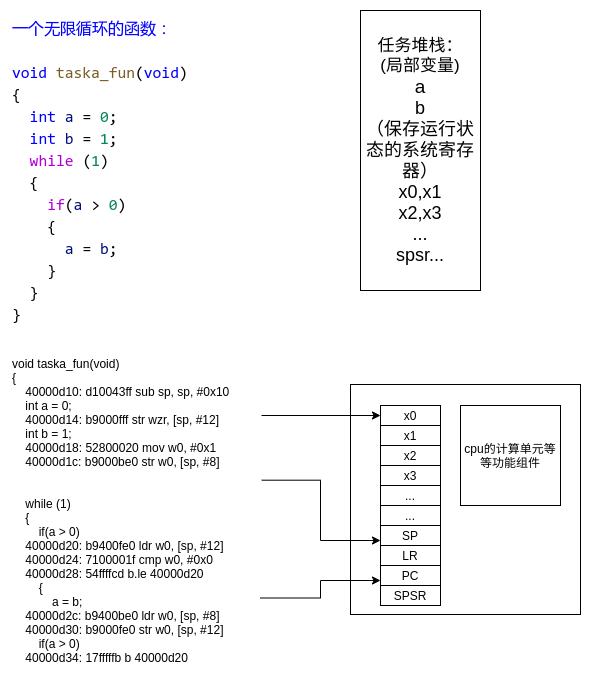 一个无限循环的函数：
void taska_fun(void)
{
int a = 0;
int b = 1;
while (1)
{
if(a > 0)
{
a = b;
}
}
}
任务堆栈：
(局部变量)
a
b
（保存运行状
态的系统寄存
器）
x0,x1
x2,x3
...
spsr...
void taska_fun(void)
{
40000d10: d10043ff sub sp, sp, #0x10
int a = 0;
40000d14: b9000fff str wzr, [sp, #12]
int b = 1;
40000d18: 52800020 mov w0, #0x1
40000d1c: b9000be0 str w0, [sp, #8]
while (1)
{
if(a > 0)
40000d20: b9400fe0 ldr w0, [sp, #12]
40000d24: 7100001f cmp w0, #0x0
40000d28: 54ffffcd b.le 40000d20
{
a = b;
40000d2c: b9400be0 ldr w0, [sp, #8]
40000d30: b9000fe0 str w0, [sp, #12]
if(a > 0)
40000d34: 17fffffb b 40000d20
x0
x1
x2
x3
...
...
SP
LR
PC
SPSR
cpu的计算单元等
等功能组件